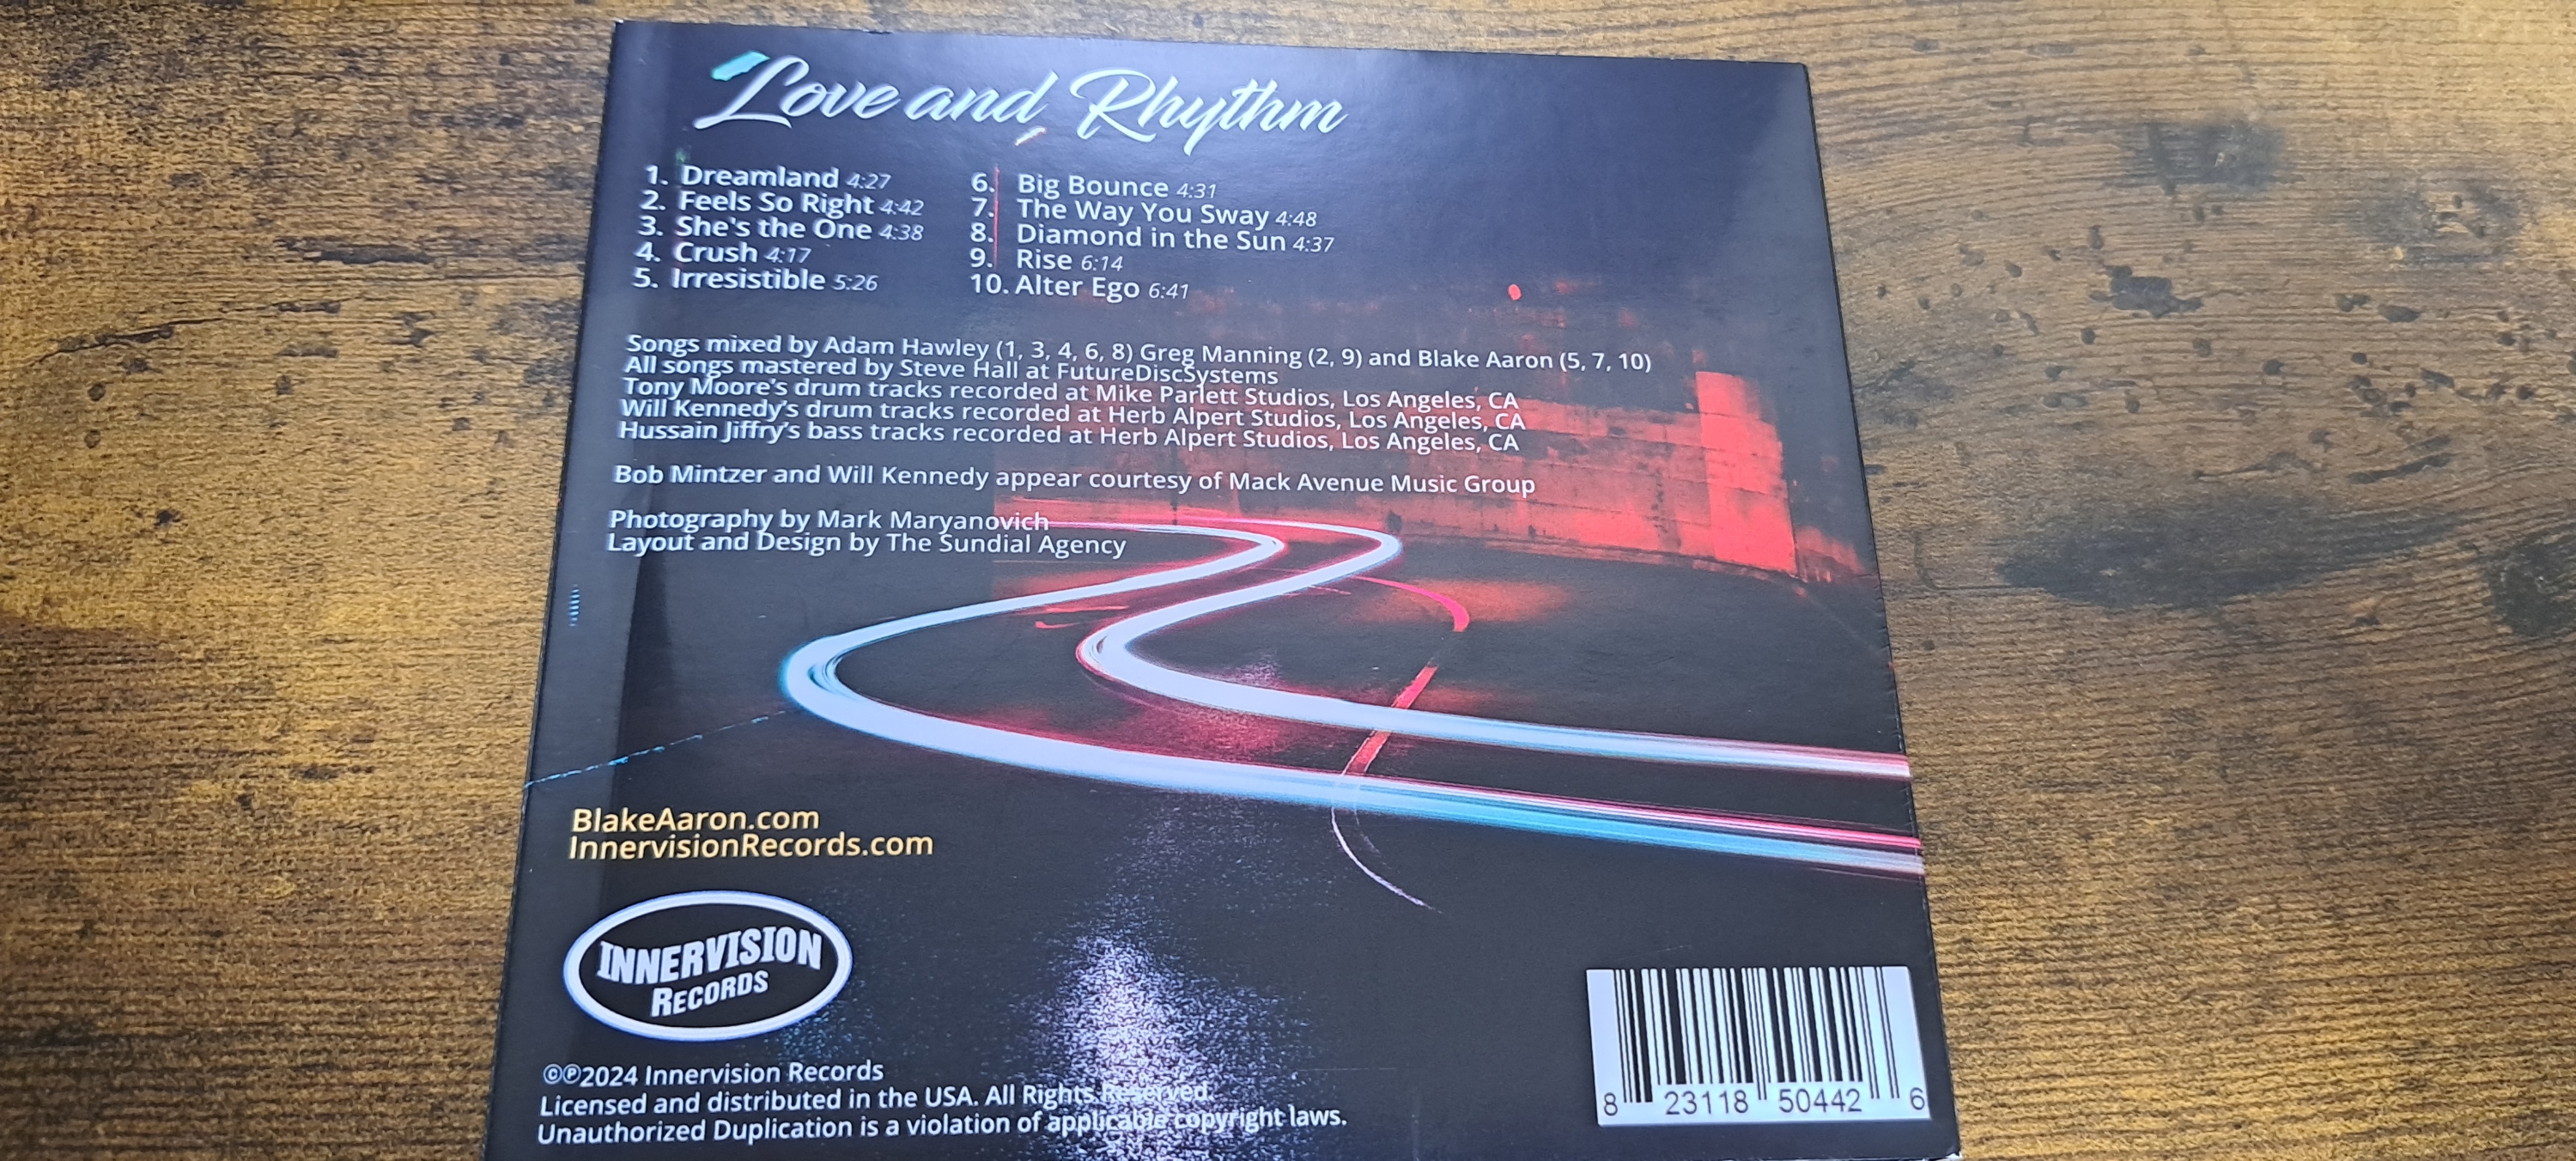 Love and Rhythm
1. Dreamland 4:27
2. Feels So Right 4:42
3. She's the One 4:38
4. Crush 4:17
5. Irresistible 5:26
6. Big Bounce 4:31
7. The Way You Sway 4:48
8. Diamond in the Sun 4:37
9. Rise 6:14
10. Alter Ego 6:41
Songs mixed by Adam Hawley (1, 3, 4, 6, 8) Greg Manning (2, 9) and Blake Aaron (5, 7, 10)
All songs mastered by Steve Hall at FutureDiscSystems
Tony Moore's drum tracks recorded at Mike Parlett Studios, Los Angeles, CA
Will Kennedy's drum tracks recorded at Herb Alpert Studios, Los Angeles, CA
Hussain Jiffry's bass tracks recorded at Herb Alpert Studios, Los Angeles, CA
Bob Mintzer and Will Kennedy appear courtesy of Mack Avenue Music Group
Photography by Mark Maryanovich
Layout and Design by The Sundial Agency
BlakeAaron.com
InnervisionRecords.com
INNERVISION
RECORDS
©℗2024 Innervision Records
Licensed and distributed in the USA. All Rights Reserved.
Unauthorized Duplication is a violation of applicable copyright laws.
8 23118 50442 6